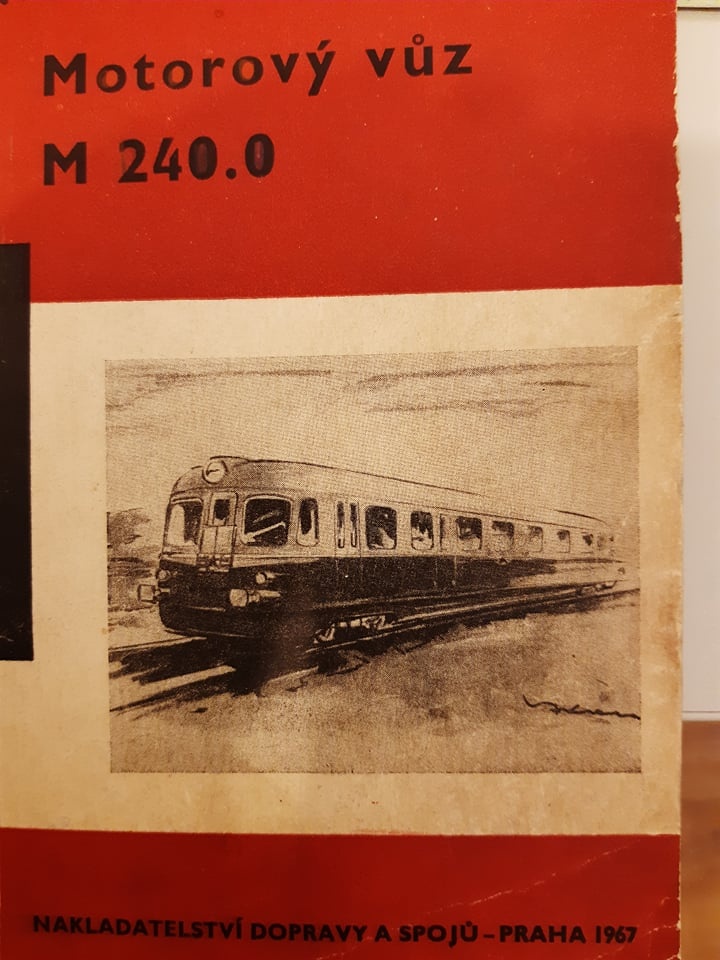 Motorový vůz
M 240.0
NAKLADATELSTVÍ DOPRAVY A SPOJŮ – PRAHA 1967